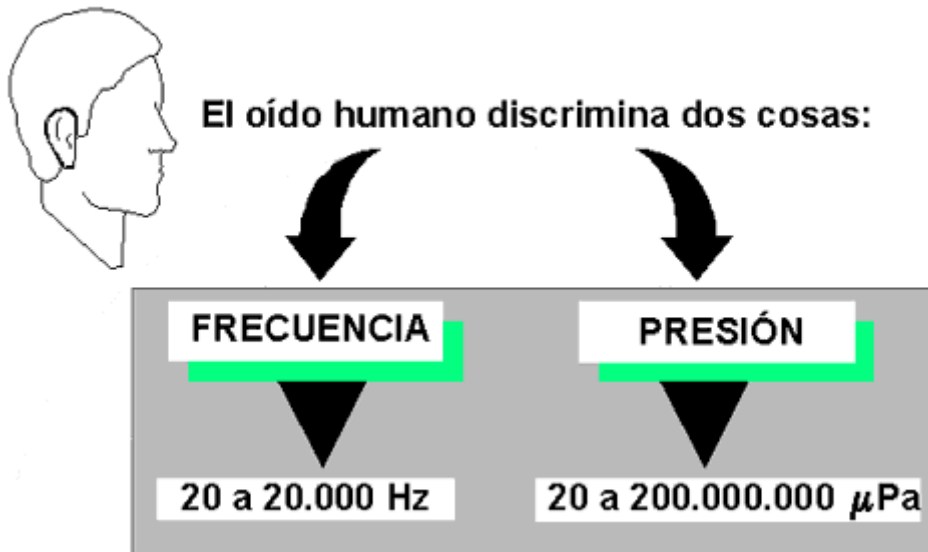 El oído humano discrimina dos cosas:
FRECUENCIA
PRESIÓN
20 a 20.000 Hz
20 a 200.000.000 μPa